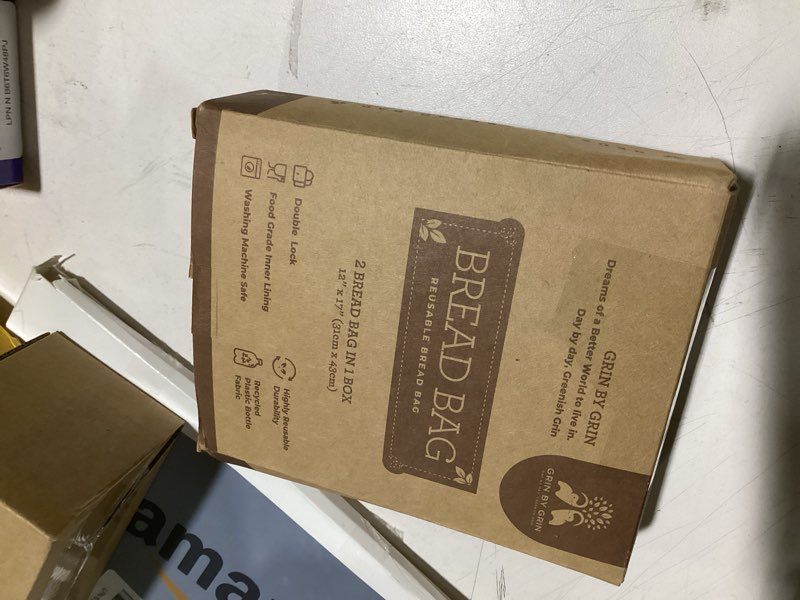 GRIN BY GRIN
Dreams of a Better World to live in.
Day by day, Greenish Grin
GRIN BY GRIN
BREAD BAG
REUSABLE BREAD BAG
2 BREAD BAG IN 1 BOX
12" x 17" (31cm x 43cm)
Double Lock
Food Grade Inner Lining
Washing Machine Safe
Highly Reusable
Durability
Recycled
Plastic Bottle
Fabric
ama